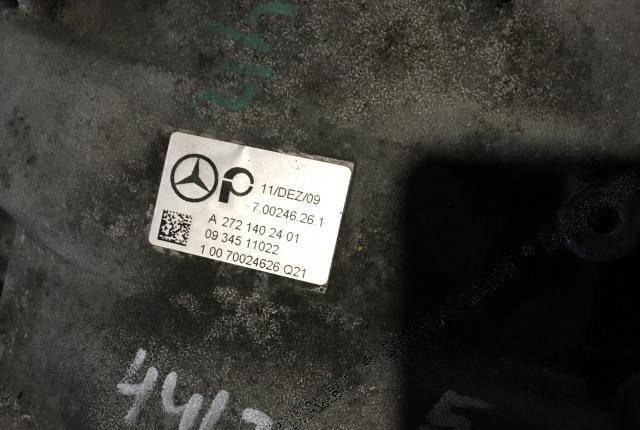 11/DEZ/09
7.00246.26.1
A 272 140 24 01
09 345 11022
1 00 70024626 Q21